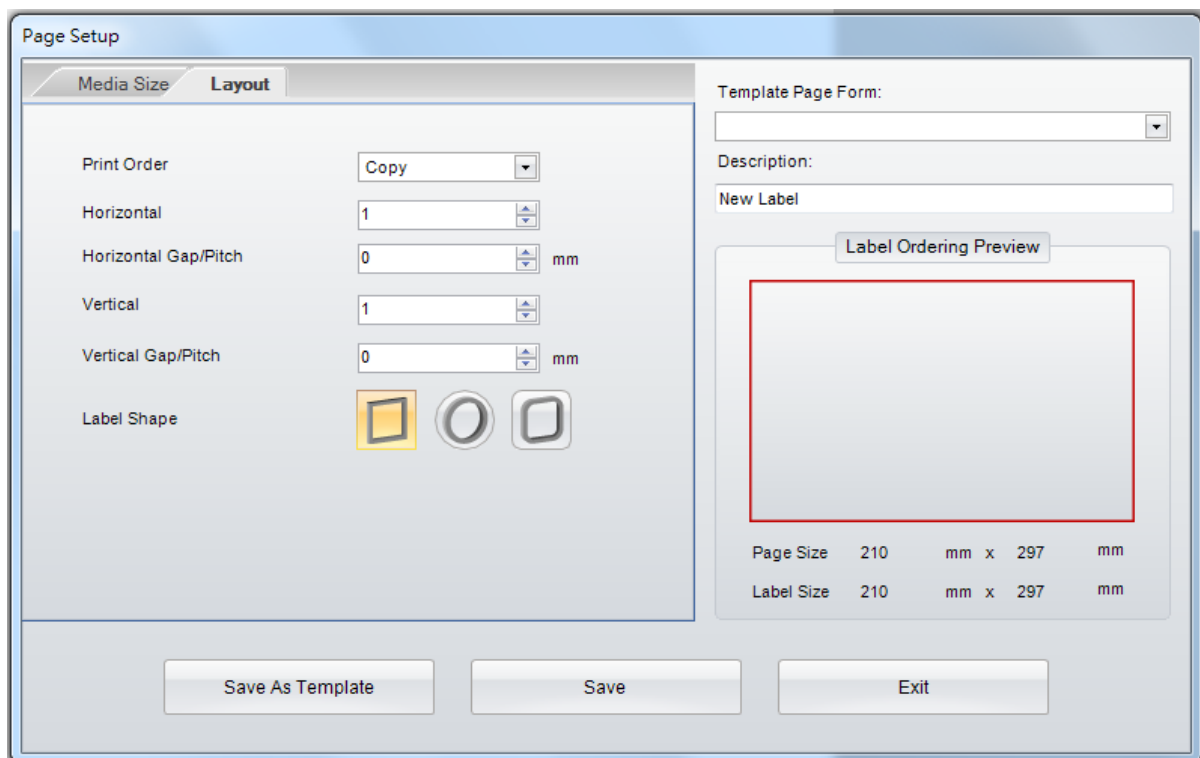 Page Setup
Media Size Layout
Print Order Copy
Horizontal 1
Horizontal Gap/Pitch 0 mm
Vertical 1
Vertical Gap/Pitch 0 mm
Label Shape
Template Page Form:
Description:
New Label
Label Ordering Preview
Page Size 210 mm x 297 mm
Label Size 210 mm x 297 mm
Save As Template Save Exit